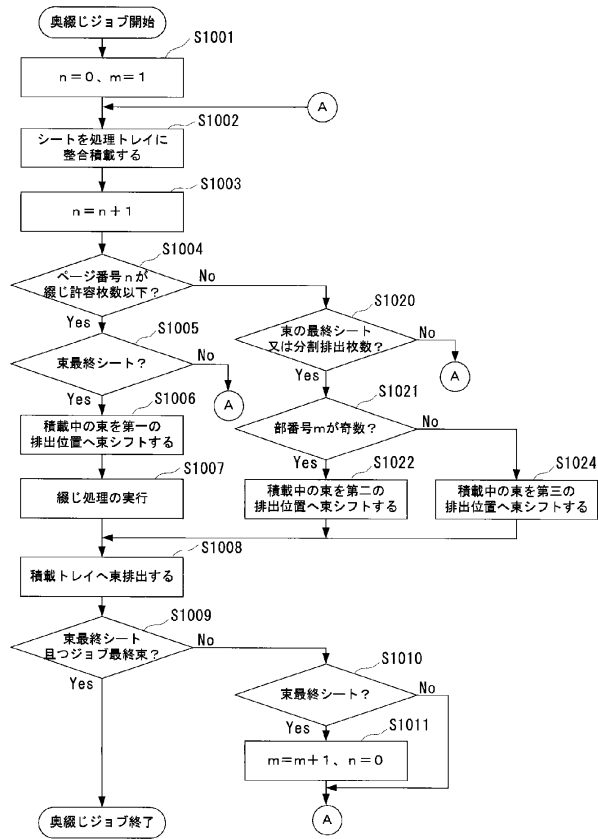 奥綴じジョブ開始
S1001
n=0、m=1
A
S1002
シートを処理トレイに
整合積載する
S1003
n=n+1
S1004
ページ番号nが
綴じ許容枚数以下?
No
Yes
S1005
束最終シート?
No
A
Yes
S1006
積載中の束を第一の
排出位置へ束シフトする
S1007
綴じ処理の実行
S1020
束の最終シート
又は分割排出枚数?
No
A
Yes
S1021
部番号mが奇数?
No
Yes
S1022
積載中の束を第二の
排出位置へ束シフトする
S1024
積載中の束を第三の
排出位置へ束シフトする
S1008
積載トレイへ束排出する
S1009
束最終シート
且つジョブ最終束?
No
Yes
S1010
束最終シート?
No
Yes
S1011
m=m+1、n=0
A
奥綴じジョブ終了